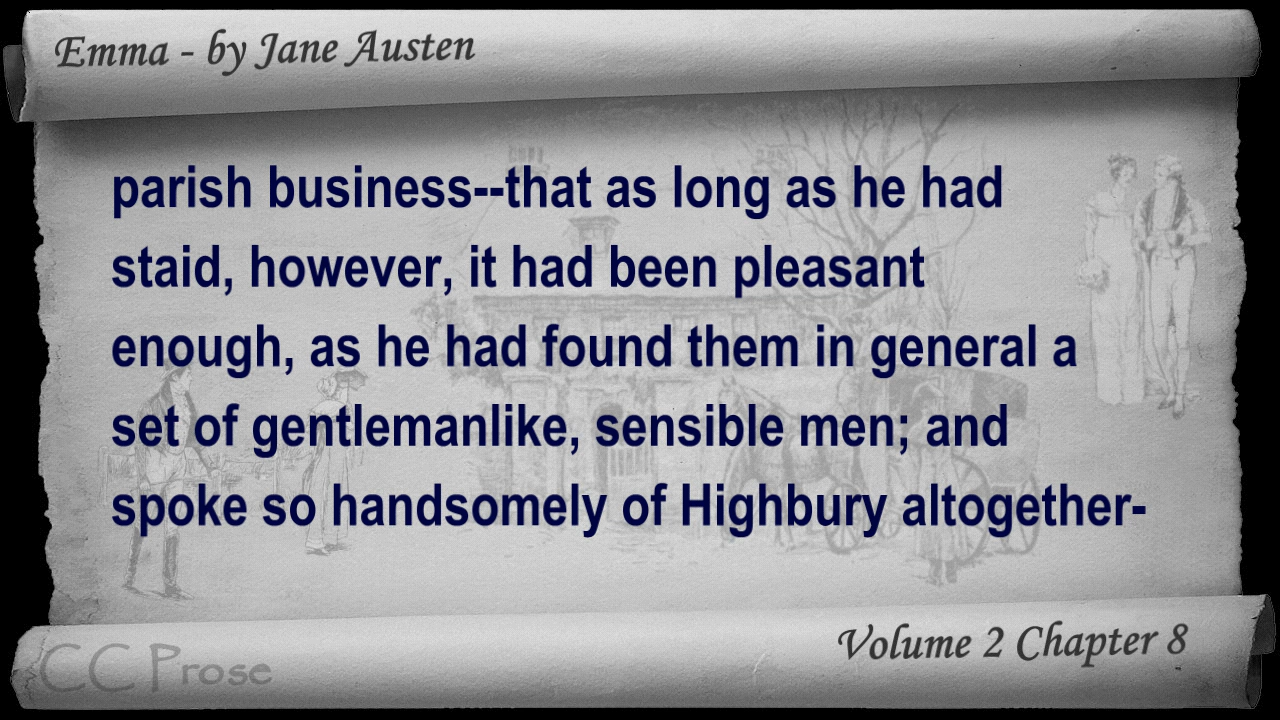 Emma - by Jane Austen
parish business--that as long as he had
staid, however, it had been pleasant
enough, as he had found them in general a
set of gentlemanlike, sensible men; and
spoke so handsomely of Highbury altogether-
Volume 2 Chapter 8
CC Prose